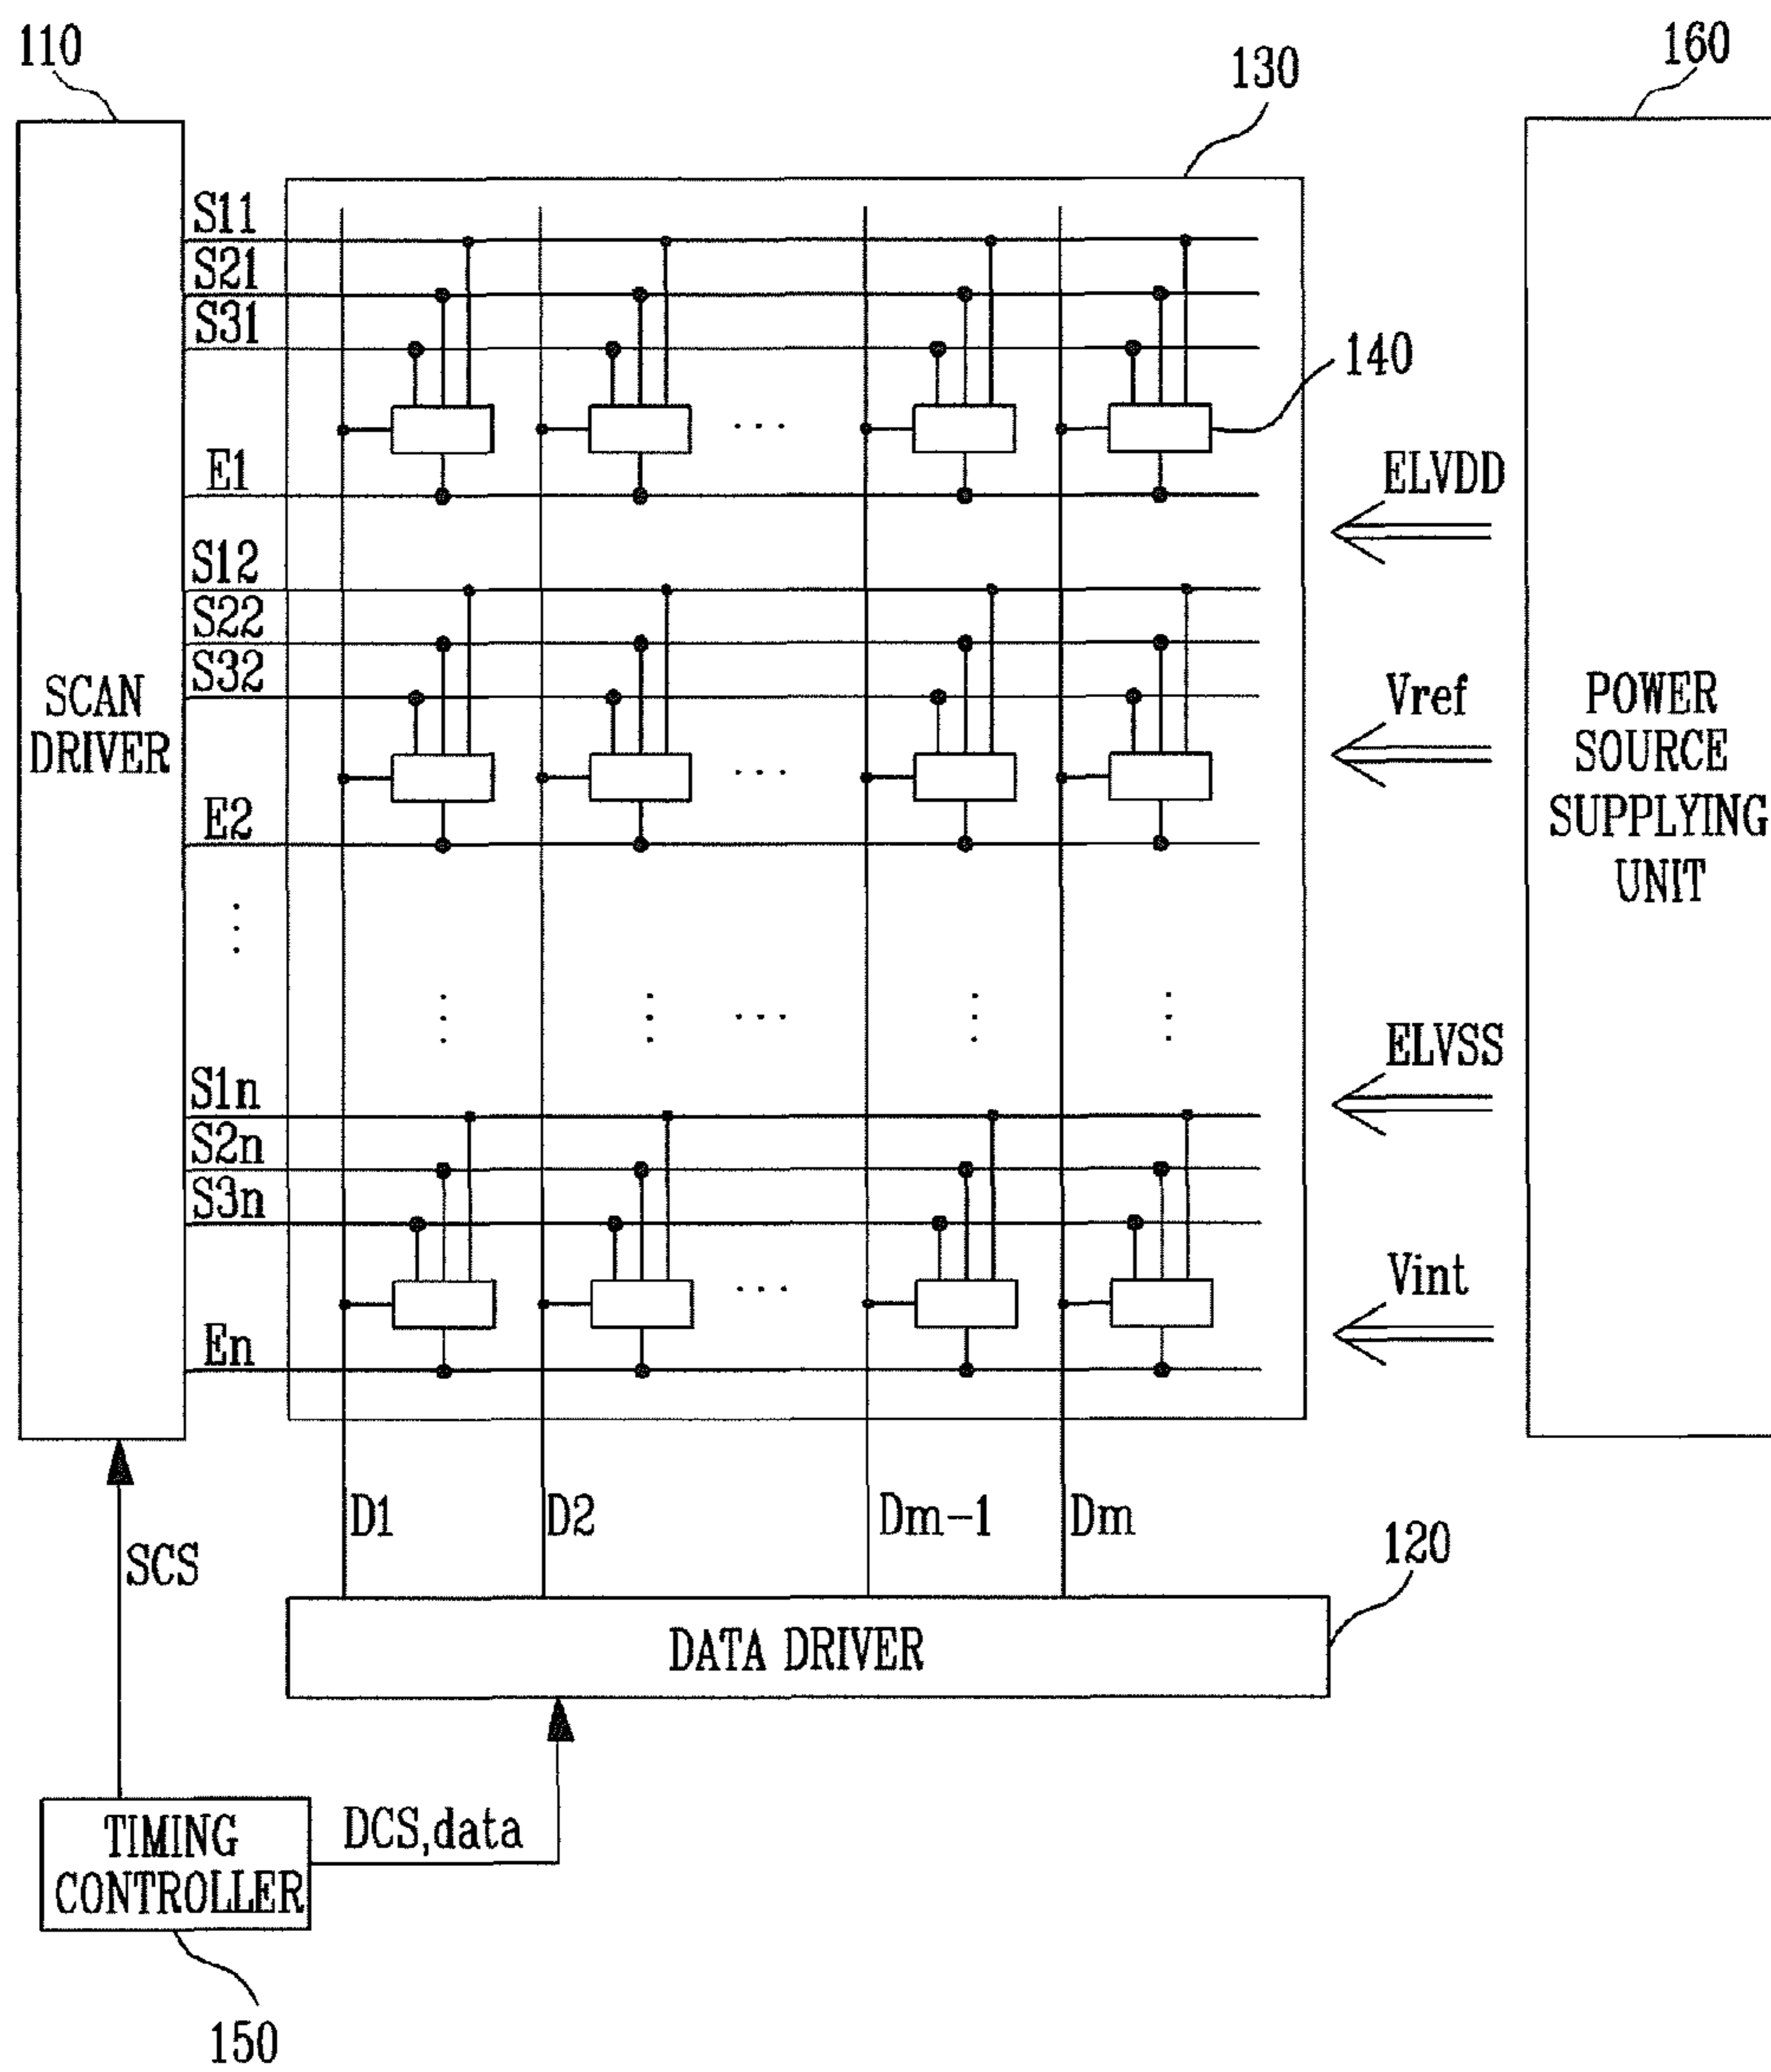 110
130
160
S11
S21
S31
140
E1
ELVDD
S12
S22
S32
SCAN
DRIVER
Vref
POWER
SOURCE
SUPPLYING
UNIT
E2
ELVSS
S1n
S2n
S3n
Vint
En
D1
D2
Dm-1
Dm
SCS
120
DATA DRIVER
DCS,data
TIMING
CONTROLLER
150